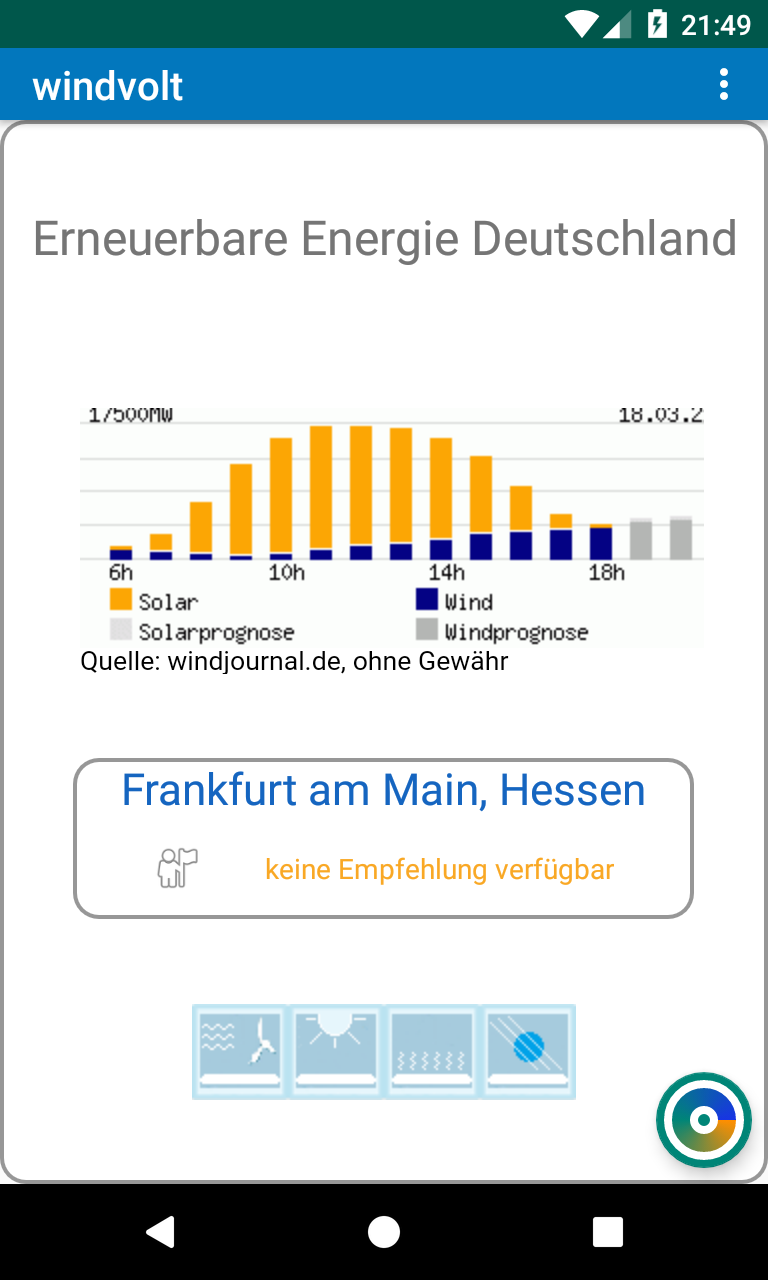 21:49
windvolt
Erneuerbare Energie Deutschland
17500MW 18.03.2
6h 10h 14h 18h
Solar Wind
Solarprognose Windprognose
Quelle: windjournal.de, ohne Gewähr
Frankfurt am Main, Hessen
keine Empfehlung verfügbar